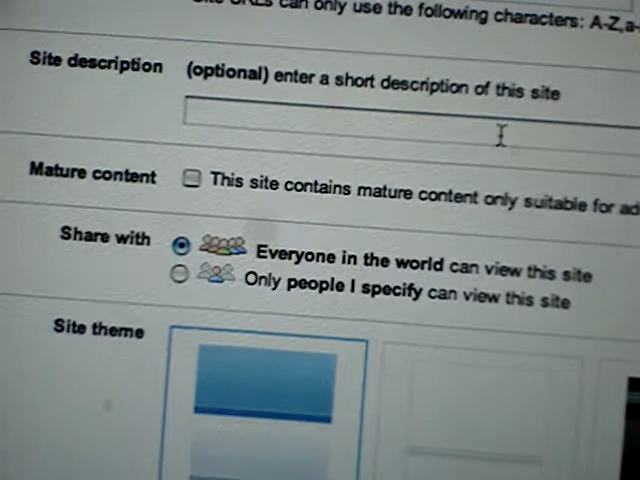 Site URLs can only use the following characters: A-Z,a-
Site description (optional) enter a short description of this site
Mature content This site contains mature content only suitable for
Share with Everyone in the world can view this site
Only people I specify can view this site
Site theme